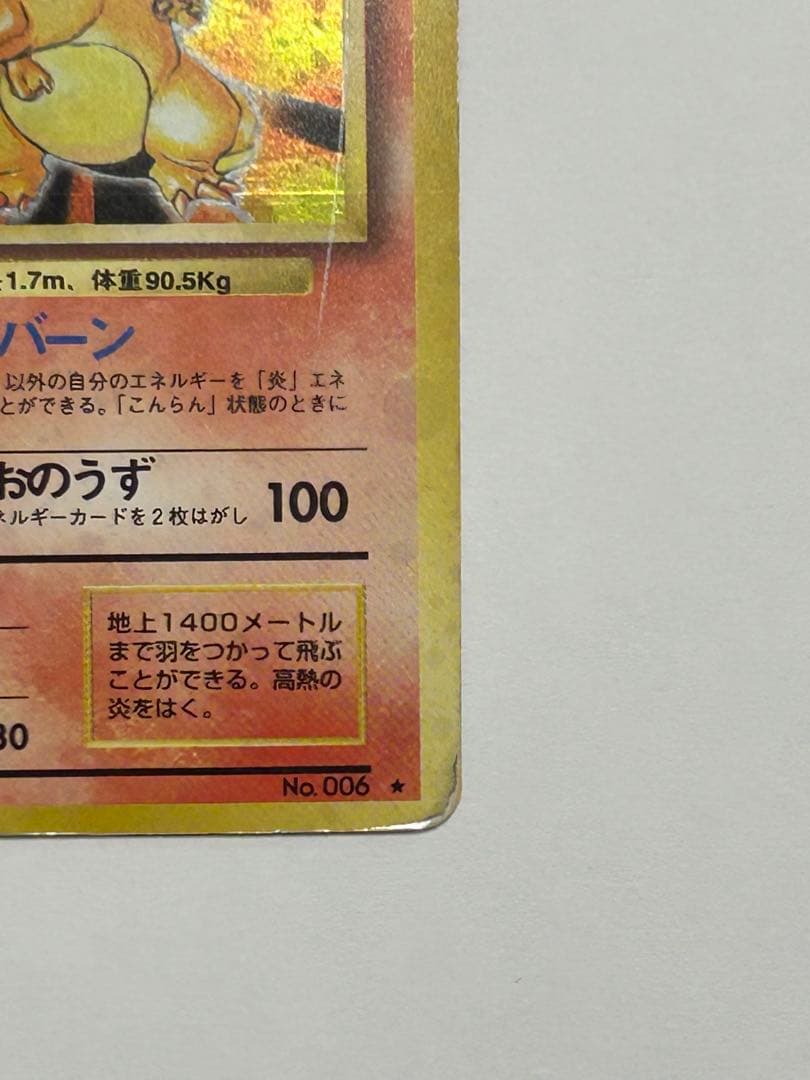 1.7m、体重90.5Kg
バーン
以外の自分のエネルギーを「炎」エネ
とができる。「こんらん」状態のときに
おのうず 100
ネルギーカードを2枚はがし
地上1400メートル
まで羽をつかって飛ぶ
ことができる。高熱の
炎をはく。
30
No.006 ★